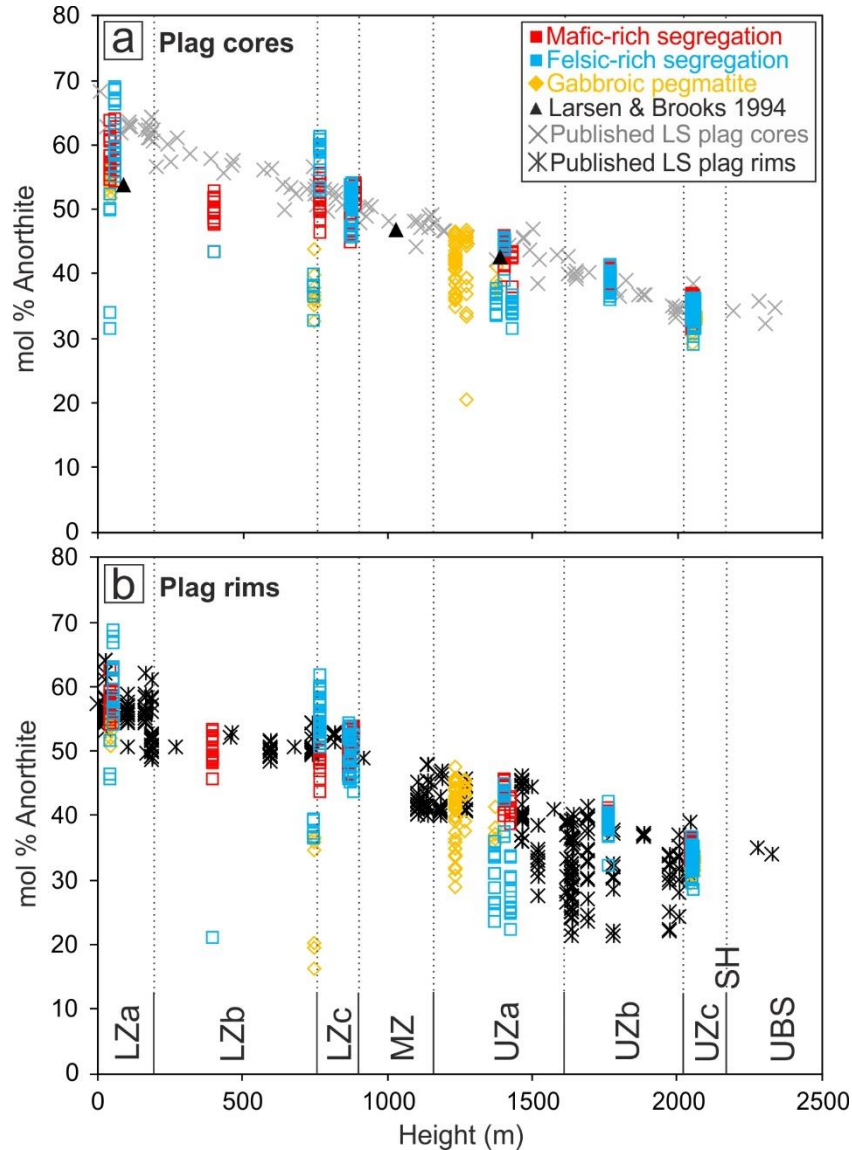 80
70
60
50
40
30
20
10
0
mol % Anorthite
a Plag cores
Mafic-rich segregation
Felsic-rich segregation
Gabbroic pegmatite
Larsen & Brooks 1994
Published LS plag cores
Published LS plag rims
80
70
60
50
40
30
20
10
0
mol % Anorthite
b Plag rims
LZa
LZb
LZc
MZ
UZa
UZb
UZc
SH
UBS
0 500 1000 1500 2000 2500
Height (m)